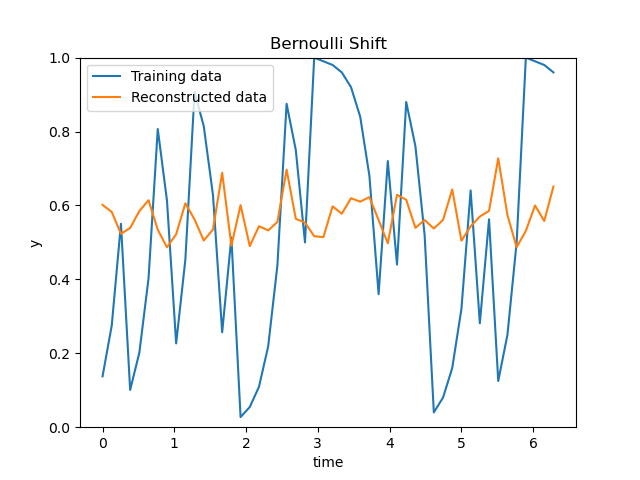 Bernoulli Shift
Training data
Reconstructed data
1.0
0.8
0.6
0.4
0.2
0.0
y
0 1 2 3 4 5 6
time